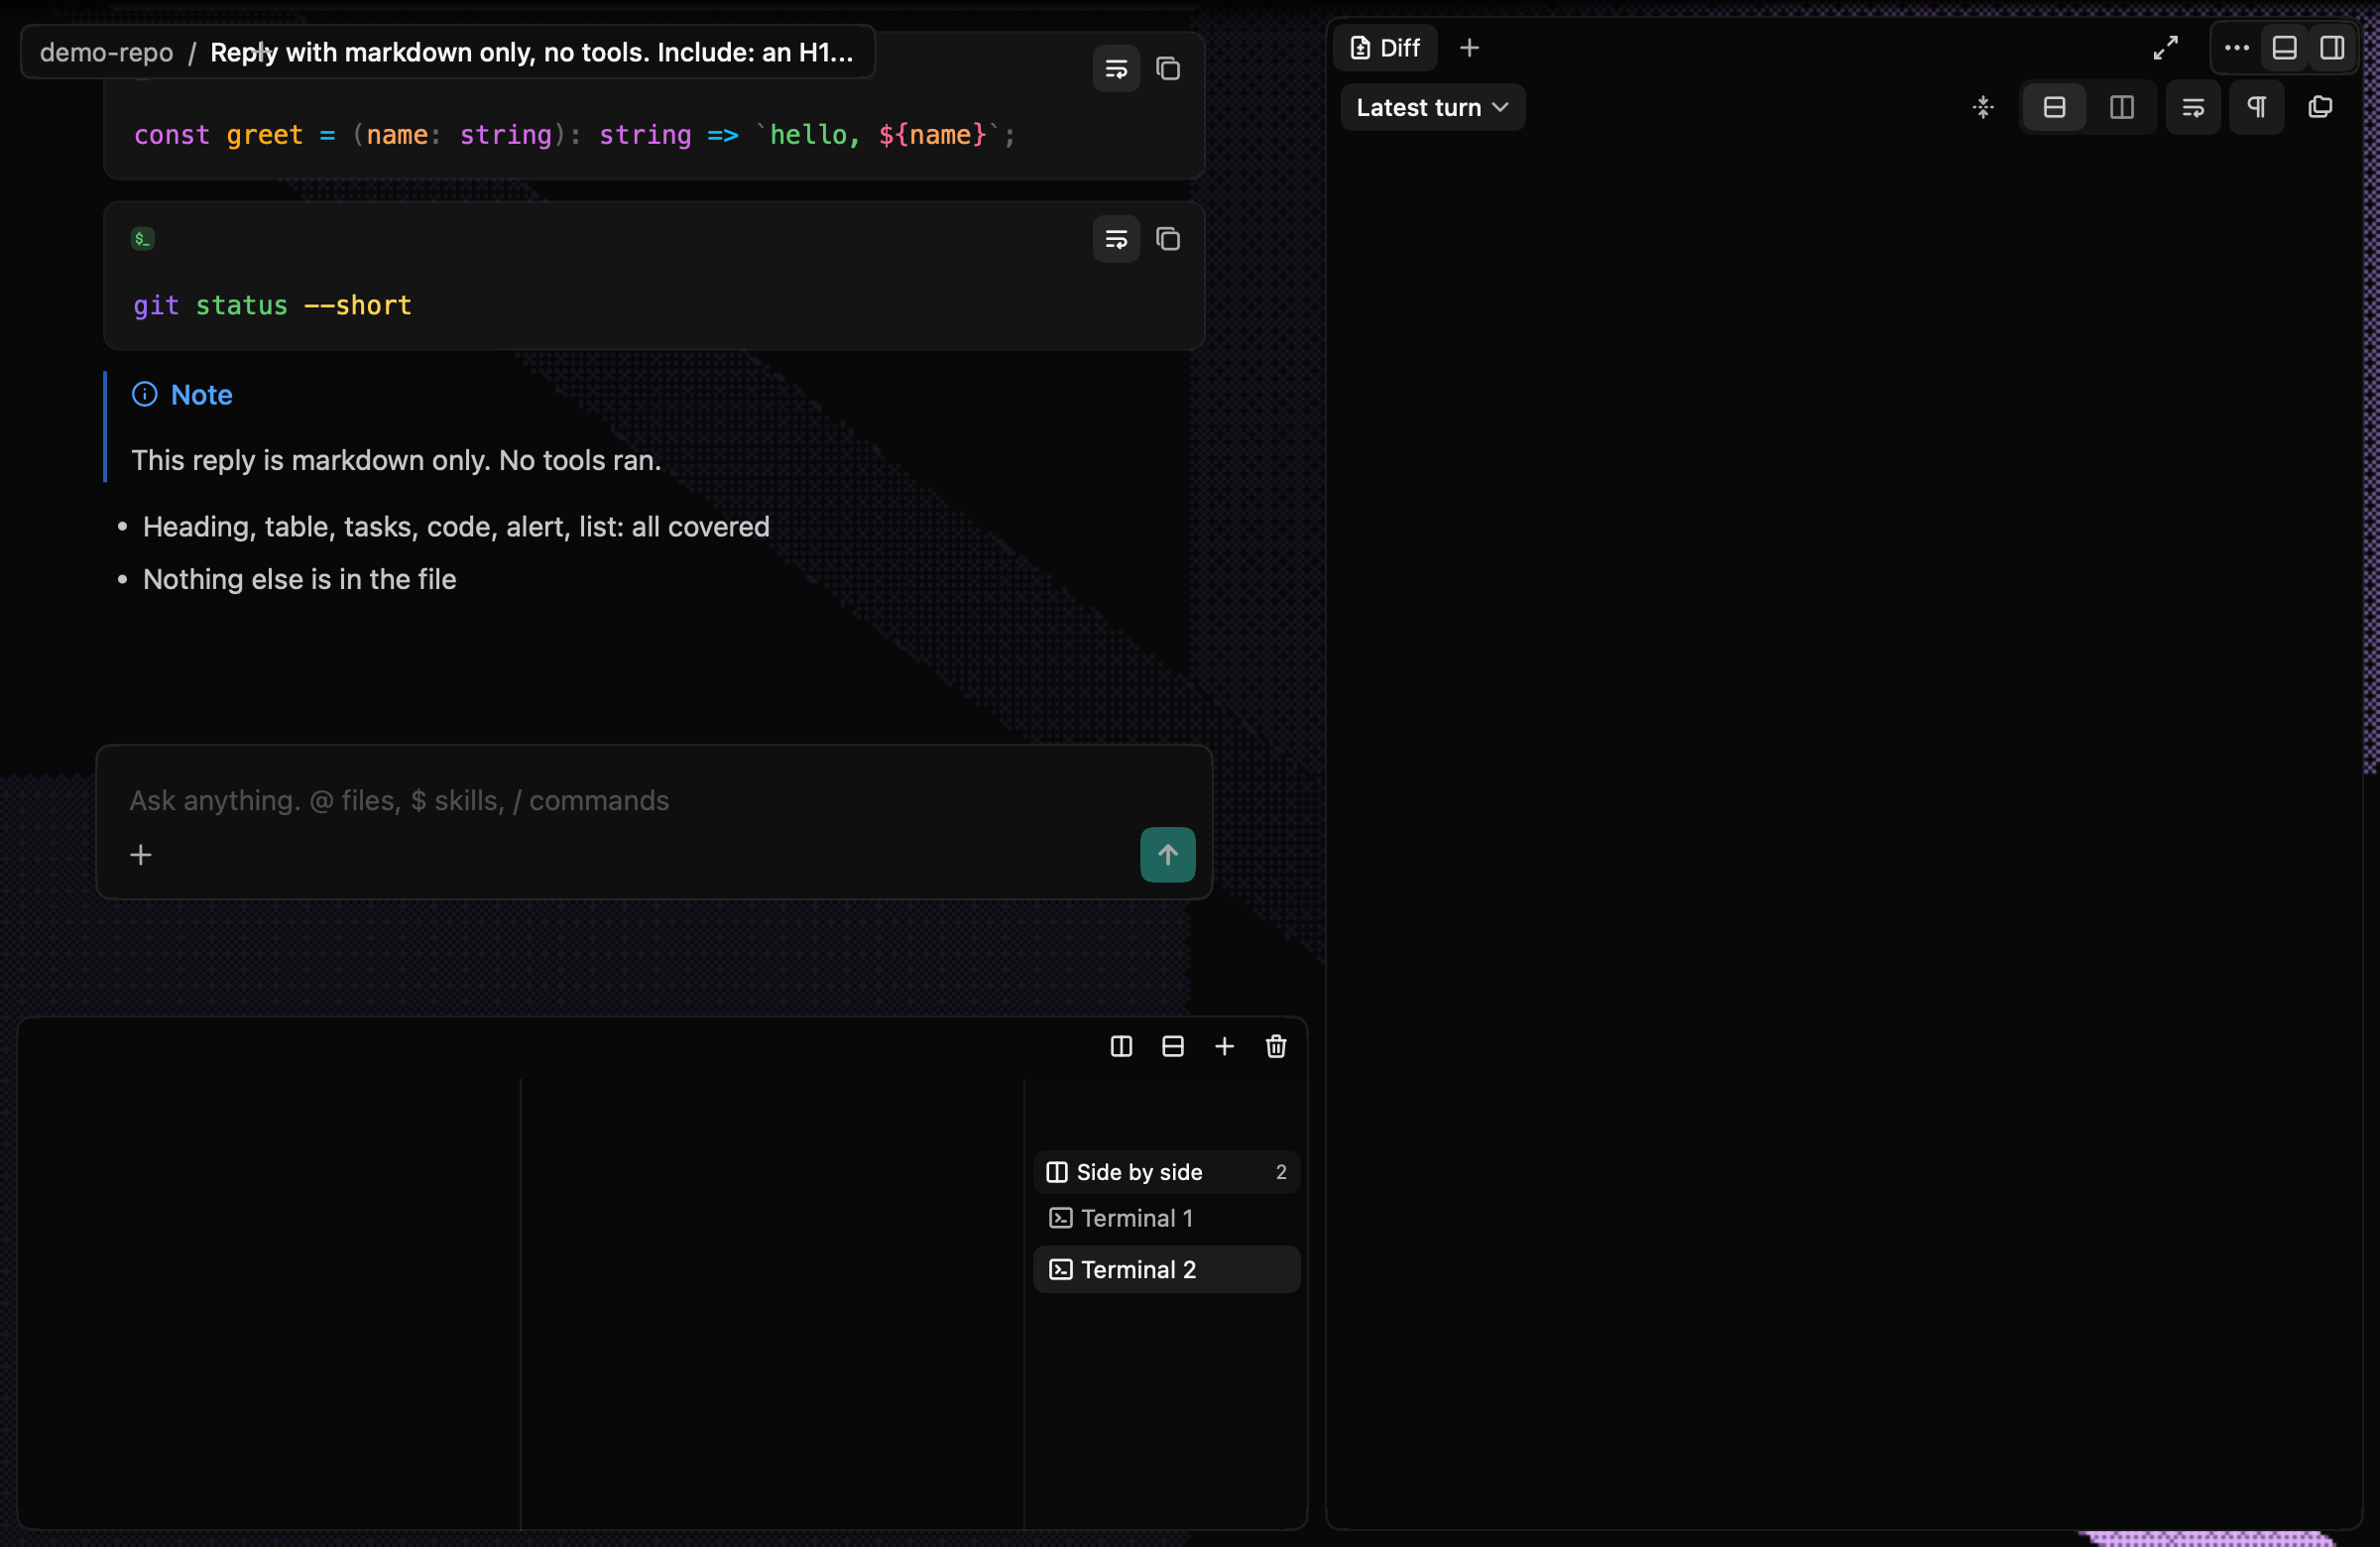 demo-repo / Reply with markdown only, no tools. Include: an H1...
const greet = (name: string): string => `hello, ${name}`;
$_
git status --short
Note
This reply is markdown only. No tools ran.
• Heading, table, tasks, code, alert, list: all covered
• Nothing else is in the file
Ask anything. @ files, $ skills, / commands
Side by side 2
Terminal 1
Terminal 2
Diff
Latest turn